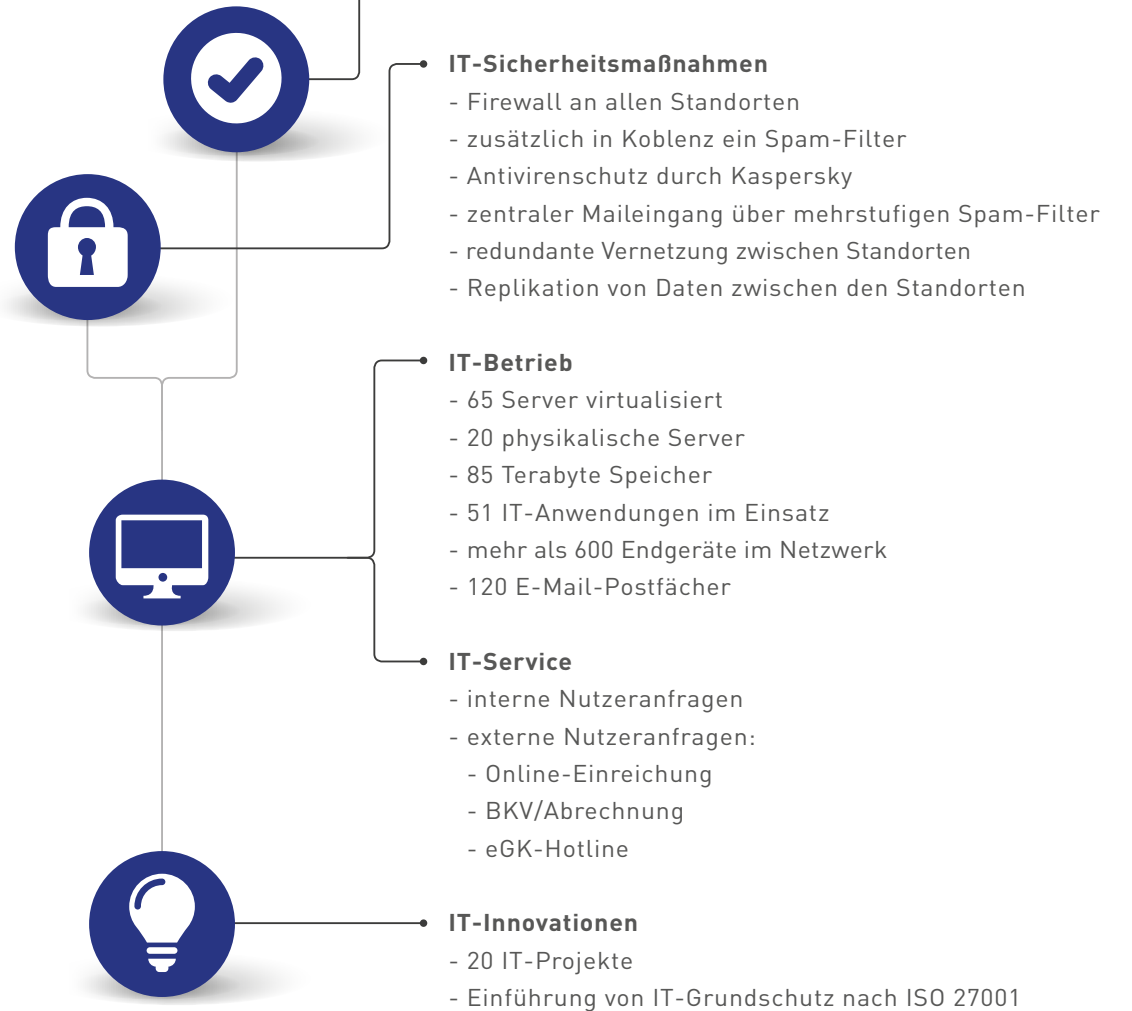 IT-Sicherheitsmaßnahmen
- Firewall an allen Standorten
- zusätzlich in Koblenz ein Spam-Filter
- Antivirenschutz durch Kaspersky
- zentraler Maileingang über mehrstufigen Spam-Filter
- redundante Vernetzung zwischen Standorten
- Replikation von Daten zwischen den Standorten
IT-Betrieb
- 65 Server virtualisiert
- 20 physikalische Server
- 85 Terabyte Speicher
- 51 IT-Anwendungen im Einsatz
- mehr als 600 Endgeräte im Netzwerk
- 120 E-Mail-Postfächer
IT-Service
- interne Nutzeranfragen
- externe Nutzeranfragen:
- Online-Einreichung
- BKV/Abrechnung
- eGK-Hotline
IT-Innovationen
- 20 IT-Projekte
- Einführung von IT-Grundschutz nach ISO 27001